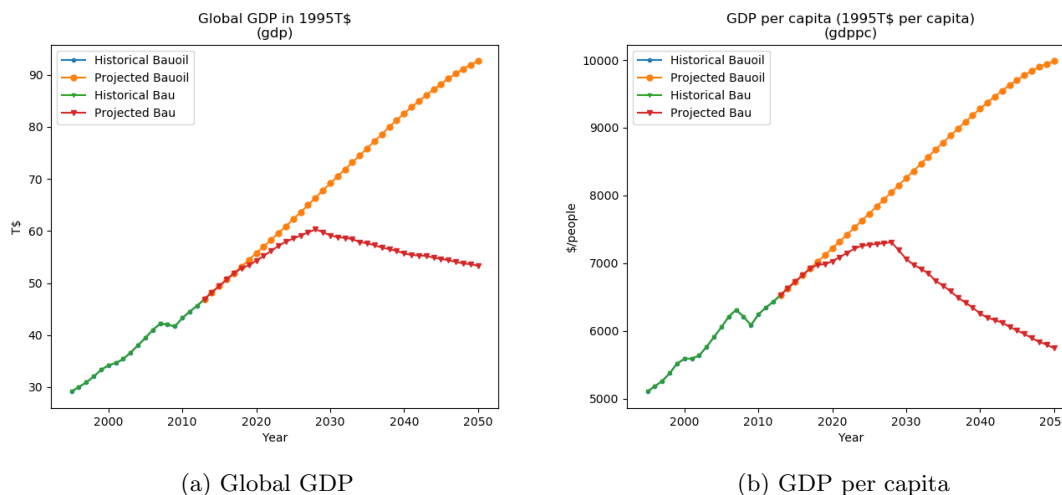 Global GDP in 1995T$
(gdp)
Historical Bauoil
Projected Bauoil
Historical Bau
Projected Bau
T$
90
80
70
60
50
40
30
2000 2010 2020 2030 2040 2050
Year
(a) Global GDP
GDP per capita (1995T$ per capita)
(gdppc)
Historical Bauoil
Projected Bauoil
Historical Bau
Projected Bau
$/people
10000
9000
8000
7000
6000
5000
2000 2010 2020 2030 2040 205
Year
(b) GDP per capita